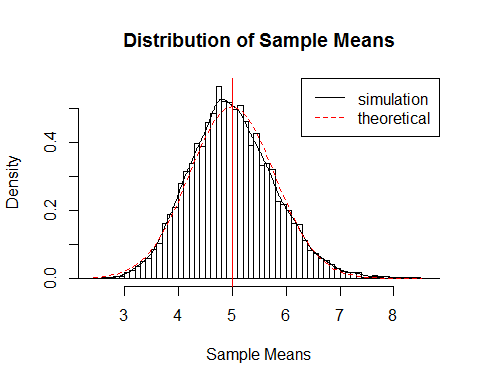 Distribution of Sample Means
simulation
theoretical
Density
0.4
0.2
0.0
3 4 5 6 7 8
Sample Means